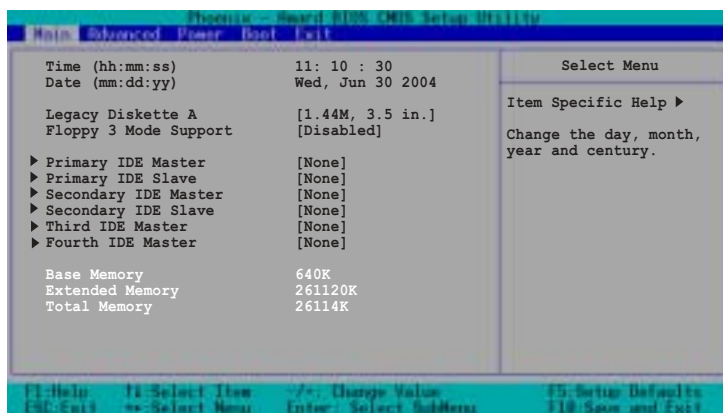 Phoenix – Award BIOS CMOS Setup Utility
Main Advanced Power Boot Exit
Time (hh:mm:ss) 11: 10 : 30
Date (mm:dd:yy) Wed, Jun 30 2004
Legacy Diskette A [1.44M, 3.5 in.]
Floppy 3 Mode Support [Disabled]
Primary IDE Master [None]
Primary IDE Slave [None]
Secondary IDE Master [None]
Secondary IDE Slave [None]
Third IDE Master [None]
Fourth IDE Master [None]
Base Memory 640K
Extended Memory 261120K
Total Memory 26114K
Select Menu
Item Specific Help
Change the day, month,
year and century.
F1:Help ↑↓:Select Item -/+: Change Value F5:Setup Defaults
ESC:Exit ↔:Select Menu Enter: Select SubMenu F10:Save and Exit